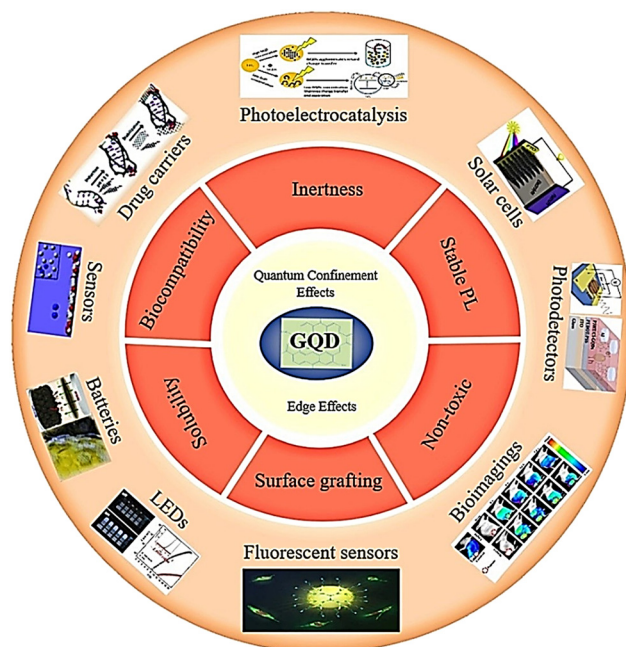 Photoelectrocatalysis
Solar cells
Photodetectors
Bioimagings
Fluorescent sensors
LEDs
Batteries
Sensors
Drug carriers
Inertness
Stable PL
Non-toxic
Surface grafting
Solubility
Biocompatibility
Quantum Confinement
Effects
GQD
Edge Effects